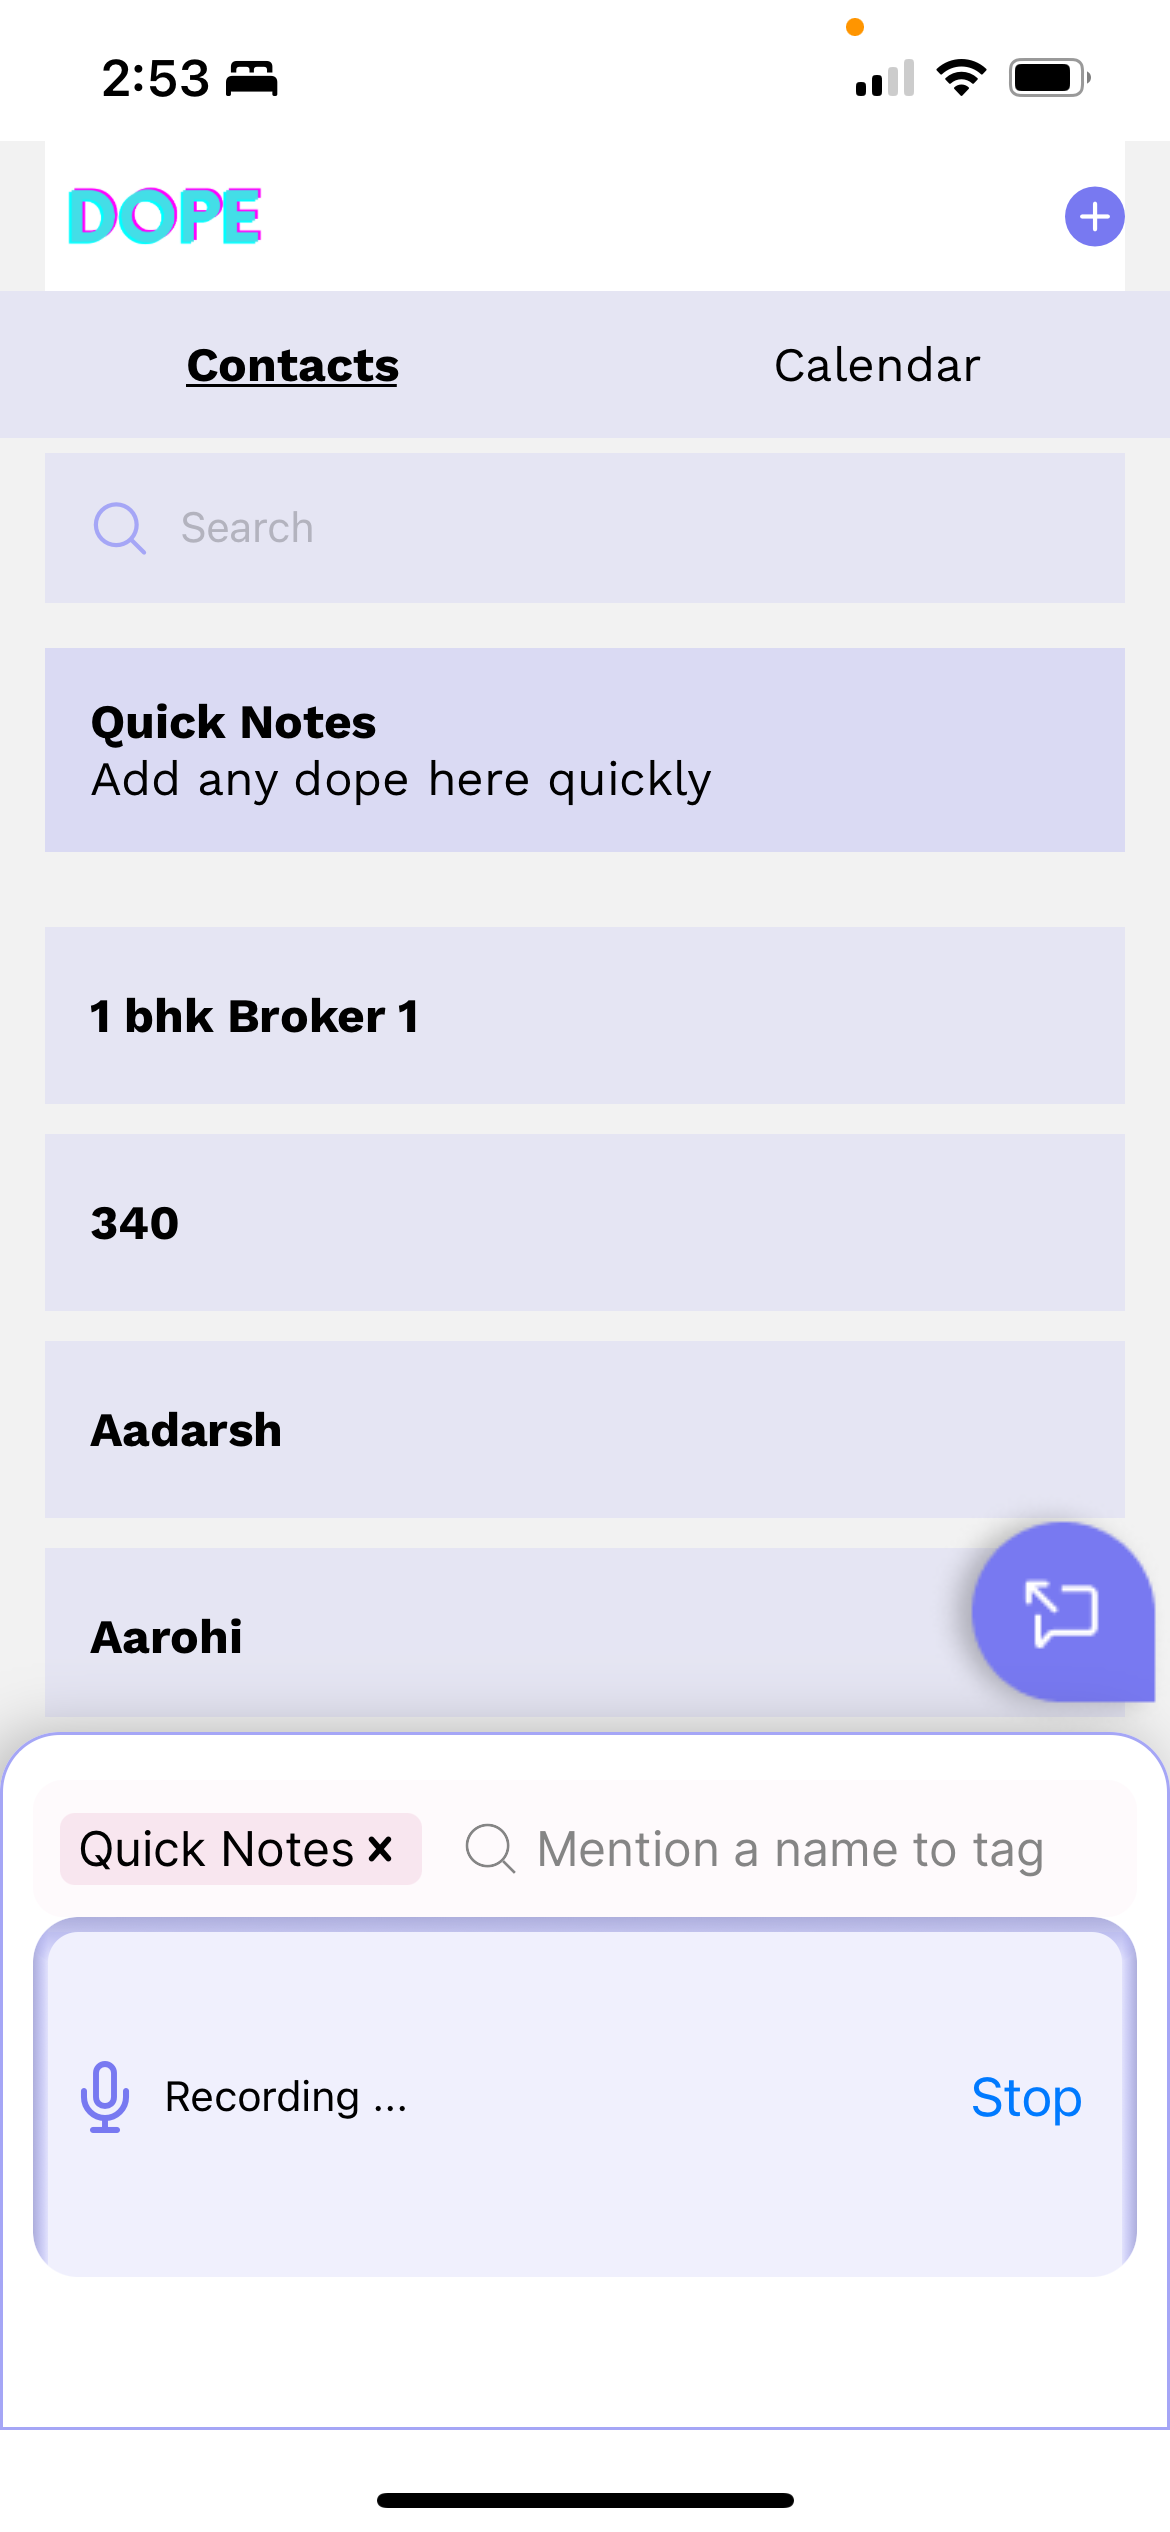 2:53
DOPE
Contacts
Calendar
Search
Quick Notes
Add any dope here quickly
1 bhk Broker 1
340
Aadarsh
Aarohi
Quick Notes ×
Mention a name to tag
Recording ...
Stop